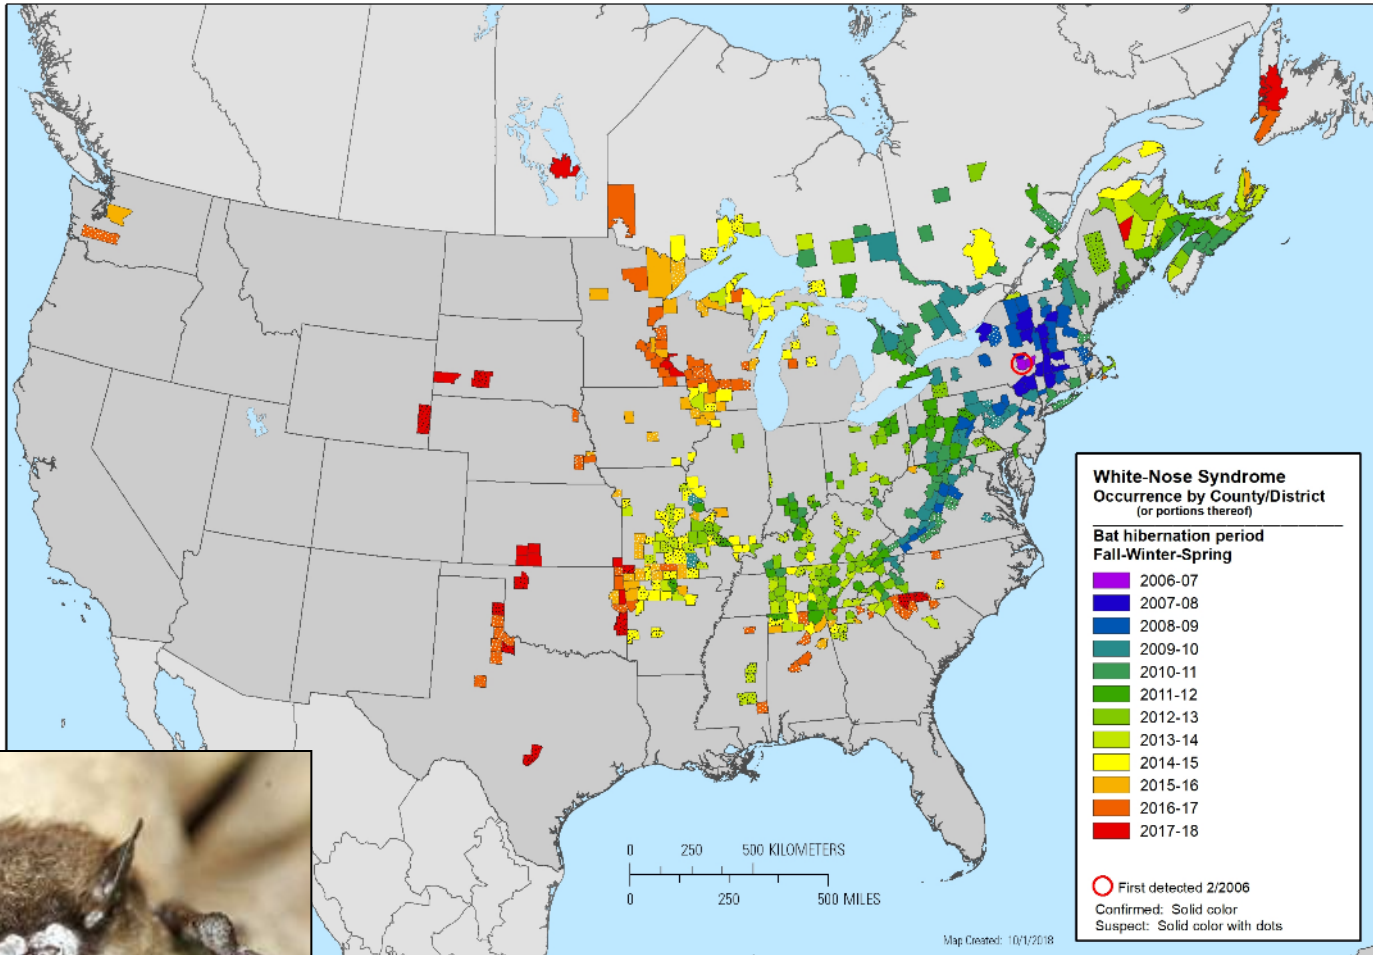 White-Nose Syndrome
Occurrence by County/District
(or portions thereof)
Bat hibernation period
Fall-Winter-Spring
2006-07
2007-08
2008-09
2009-10
2010-11
2011-12
2012-13
2013-14
2014-15
2015-16
2016-17
2017-18
First detected 2/2006
Confirmed: Solid color
Suspect: Solid color with dots
0 250 500 KILOMETERS
0 250 500 MILES
Map Created: 10/1/2018